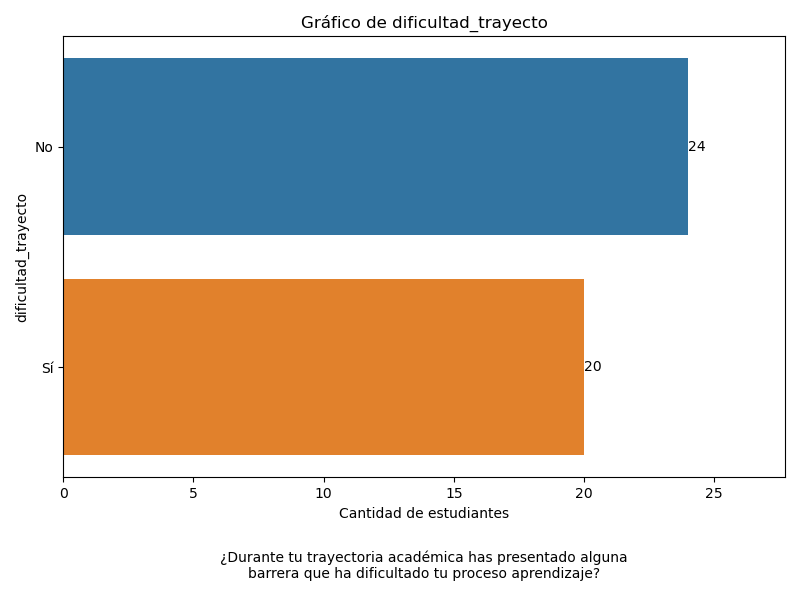 Gráfico de dificultad_trayecto
dificultad_trayecto
No
24
Sí
20
0 5 10 15 20 25
Cantidad de estudiantes
¿Durante tu trayectoria académica has presentado alguna
barrera que ha dificultado tu proceso aprendizaje?